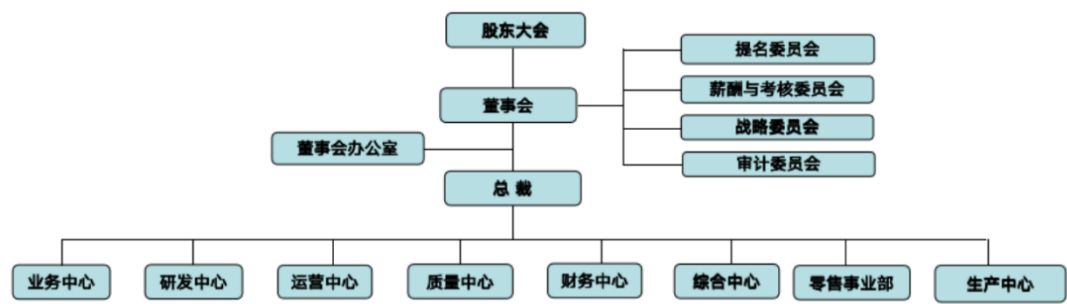 股东大会
提名委员会
薪酬与考核委员会
董事会
战略委员会
董事会办公室
审计委员会
总 裁
业务中心
研发中心
运营中心
质量中心
财务中心
综合中心
零售事业部
生产中心